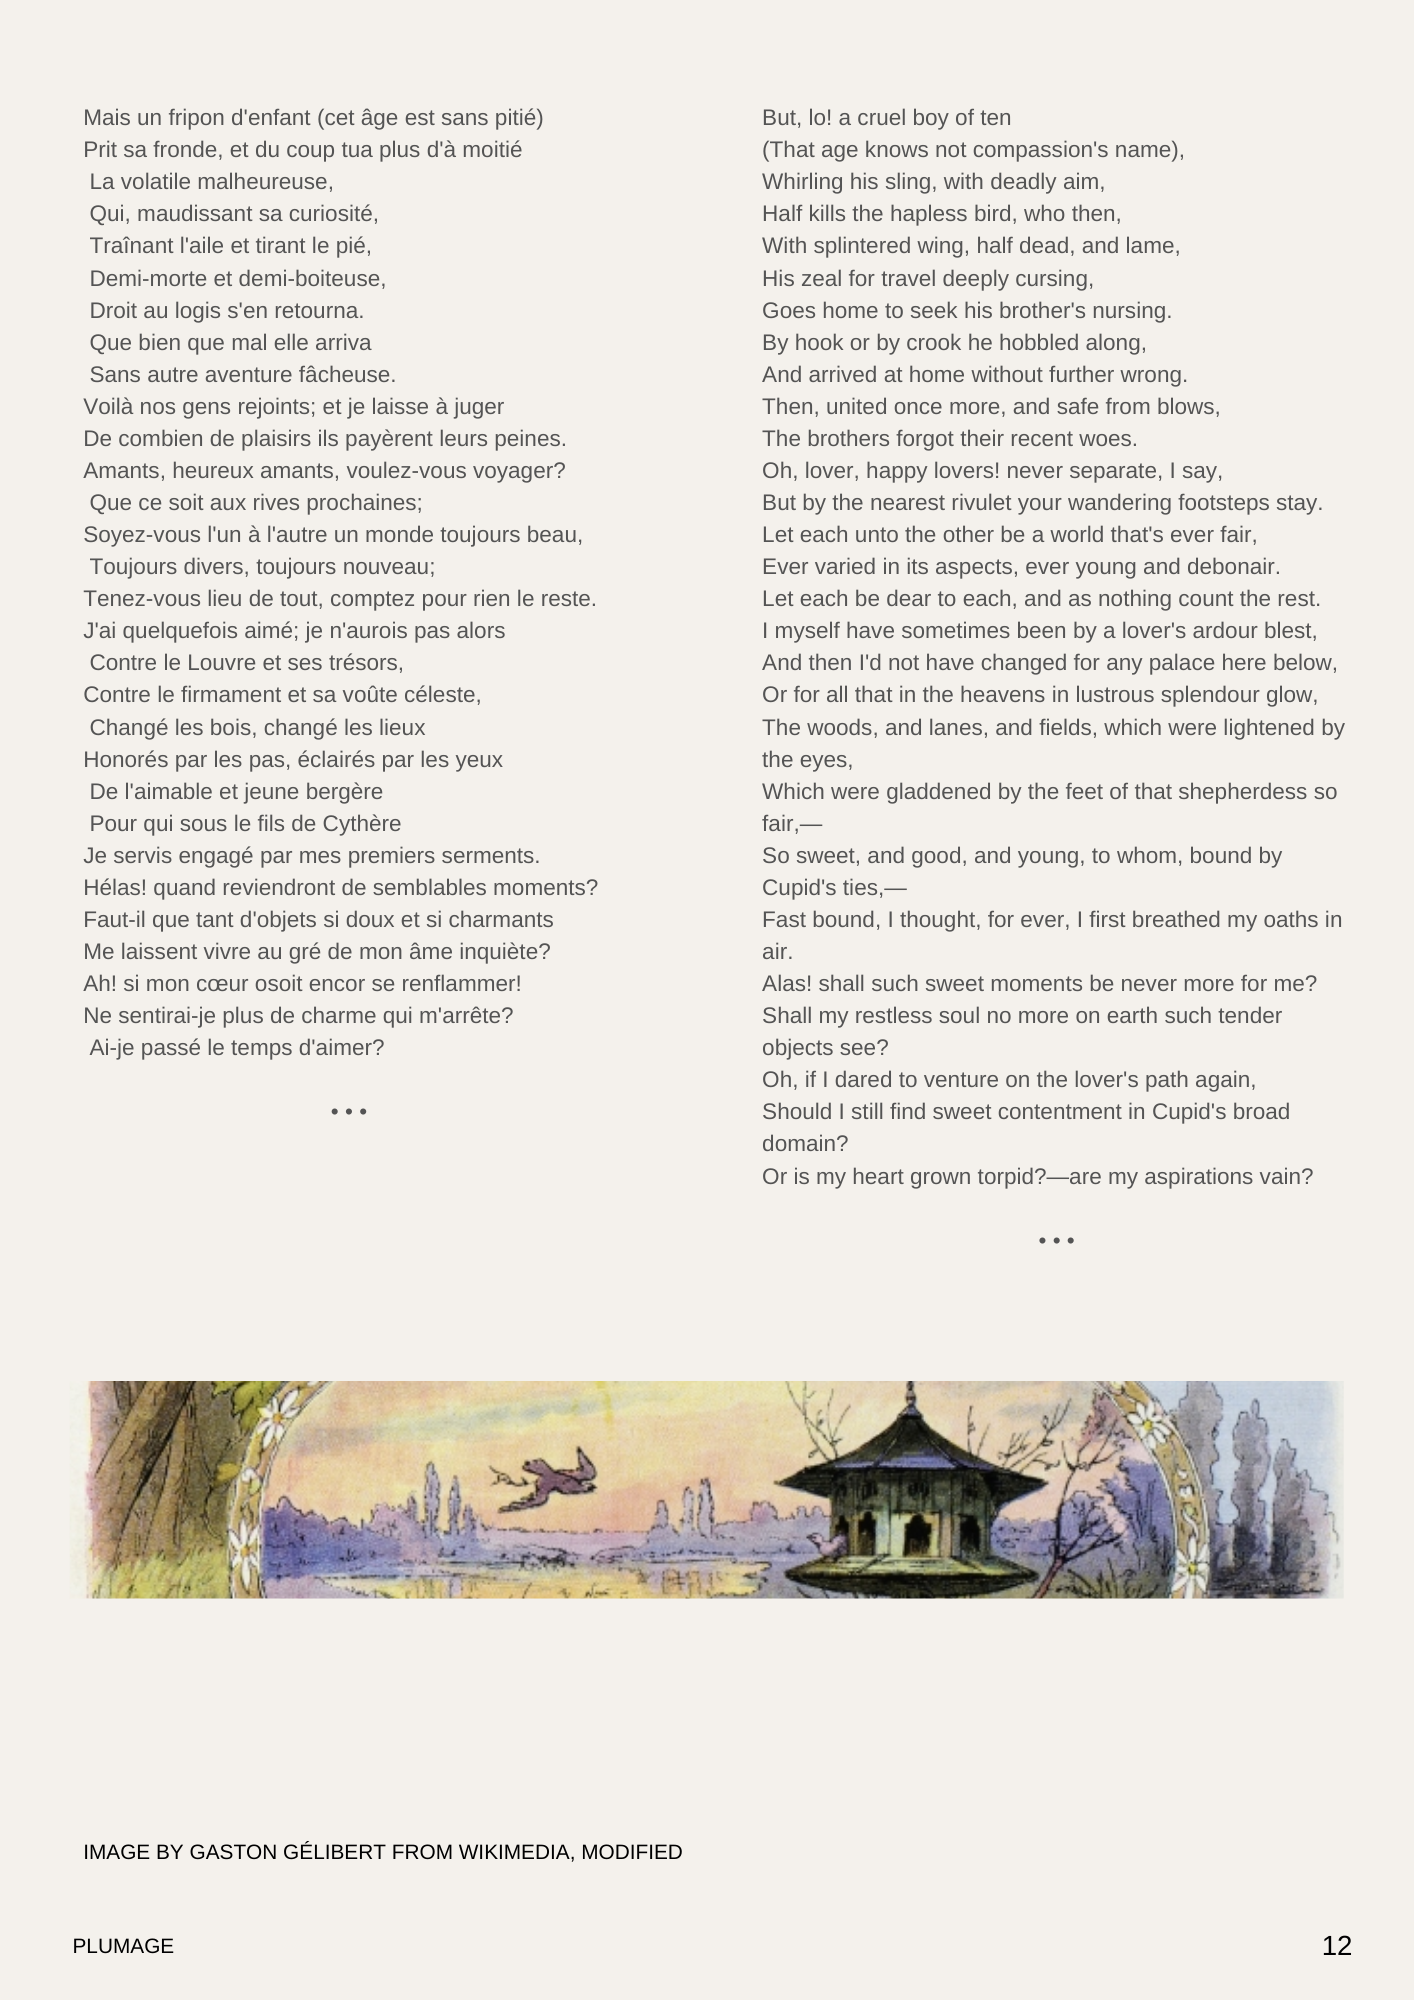 Mais un fripon d'enfant (cet âge est sans pitié)
Prit sa fronde, et du coup tua plus d'à moitié
La volatile malheureuse,
Qui, maudissant sa curiosité,
Traînant l'aile et tirant le pié,
Demi-morte et demi-boiteuse,
Droit au logis s'en retourna.
Que bien que mal elle arriva
Sans autre aventure fâcheuse.
Voilà nos gens rejoints; et je laisse à juger
De combien de plaisirs ils payèrent leurs peines.
Amants, heureux amants, voulez-vous voyager?
Que ce soit aux rives prochaines;
Soyez-vous l'un à l'autre un monde toujours beau,
Toujours divers, toujours nouveau;
Tenez-vous lieu de tout, comptez pour rien le reste.
J'ai quelquefois aimé; je n'aurois pas alors
Contre le Louvre et ses trésors,
Contre le firmament et sa voûte céleste,
Changé les bois, changé les lieux
Honorés par les pas, éclairés par les yeux
De l'aimable et jeune bergère
Pour qui sous le fils de Cythère
Je servis engagé par mes premiers serments.
Hélas! quand reviendront de semblables moments?
Faut-il que tant d'objets si doux et si charmants
Me laissent vivre au gré de mon âme inquiète?
Ah! si mon cœur osoit encor se renflammer!
Ne sentirai-je plus de charme qui m'arrête?
Ai-je passé le temps d'aimer?
•••
But, lo! a cruel boy of ten
(That age knows not compassion's name),
Whirling his sling, with deadly aim,
Half kills the hapless bird, who then,
With splintered wing, half dead, and lame,
His zeal for travel deeply cursing,
Goes home to seek his brother's nursing.
By hook or by crook he hobbled along,
And arrived at home without further wrong.
Then, united once more, and safe from blows,
The brothers forgot their recent woes.
Oh, lover, happy lovers! never separate, I say,
But by the nearest rivulet your wandering footsteps stay.
Let each unto the other be a world that's ever fair,
Ever varied in its aspects, ever young and debonair.
Let each be dear to each, and as nothing count the rest.
I myself have sometimes been by a lover's ardour blest,
And then I'd not have changed for any palace here below,
Or for all that in the heavens in lustrous splendour glow,
The woods, and lanes, and fields, which were lightened by
the eyes,
Which were gladdened by the feet of that shepherdess so
fair,—
So sweet, and good, and young, to whom, bound by
Cupid's ties,—
Fast bound, I thought, for ever, I first breathed my oaths in
air.
Alas! shall such sweet moments be never more for me?
Shall my restless soul no more on earth such tender
objects see?
Oh, if I dared to venture on the lover's path again,
Should I still find sweet contentment in Cupid's broad
domain?
Or is my heart grown torpid?—are my aspirations vain?
•••
IMAGE BY GASTON GÉLIBERT FROM WIKIMEDIA, MODIFIED
PLUMAGE
12